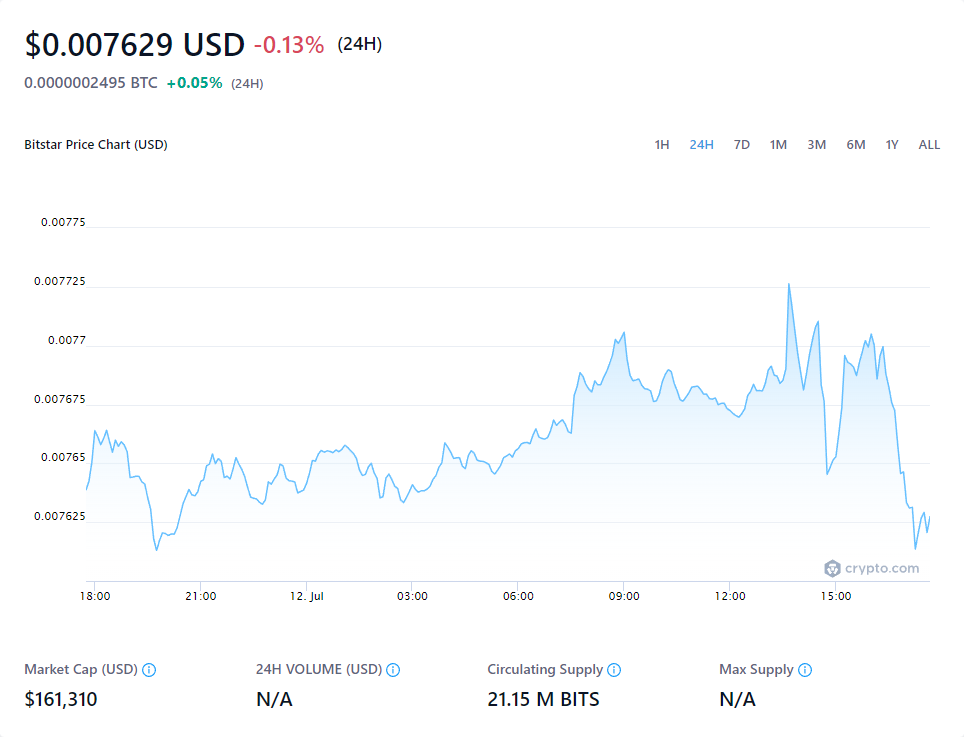 $0.007629 USD -0.13% (24H)
0.0000002495 BTC +0.05% (24H)
Bitstar Price Chart (USD) 1H 24H 7D 1M 3M 6M 1Y ALL
0.00775
0.007725
0.0077
0.007675
0.00765
0.007625
crypto.com
18:00 21:00 12. Jul 03:00 06:00 09:00 12:00 15:00
Market Cap (USD) 24H VOLUME (USD) Circulating Supply Max Supply
$161,310 N/A 21.15 M BITS N/A